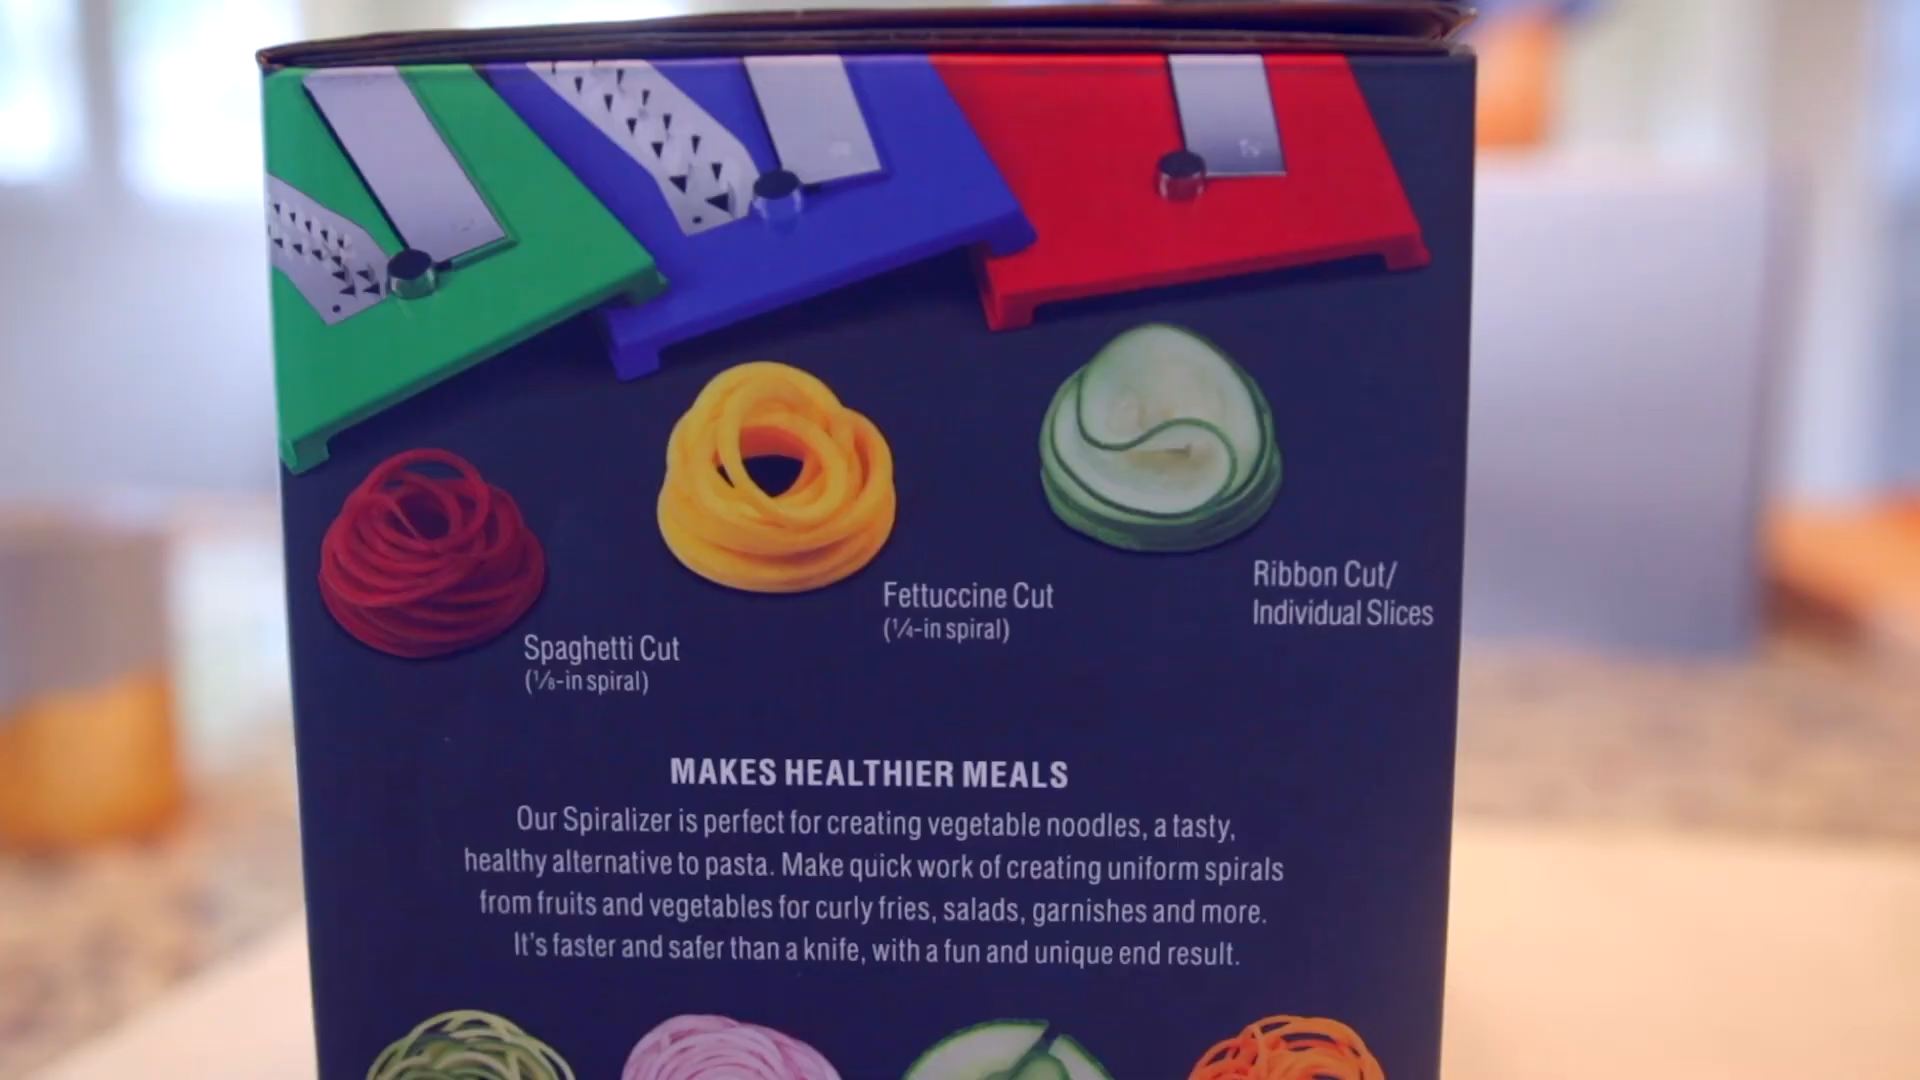 Spaghetti Cut
(1/8-in spiral)
Fettuccine Cut
(1/4-in spiral)
Ribbon Cut/
Individual Slices
MAKES HEALTHIER MEALS
Our Spiralizer is perfect for creating vegetable noodles, a tasty,
healthy alternative to pasta. Make quick work of creating uniform spirals
from fruits and vegetables for curly fries, salads, garnishes and more.
It's faster and safer than a knife, with a fun and unique end result.